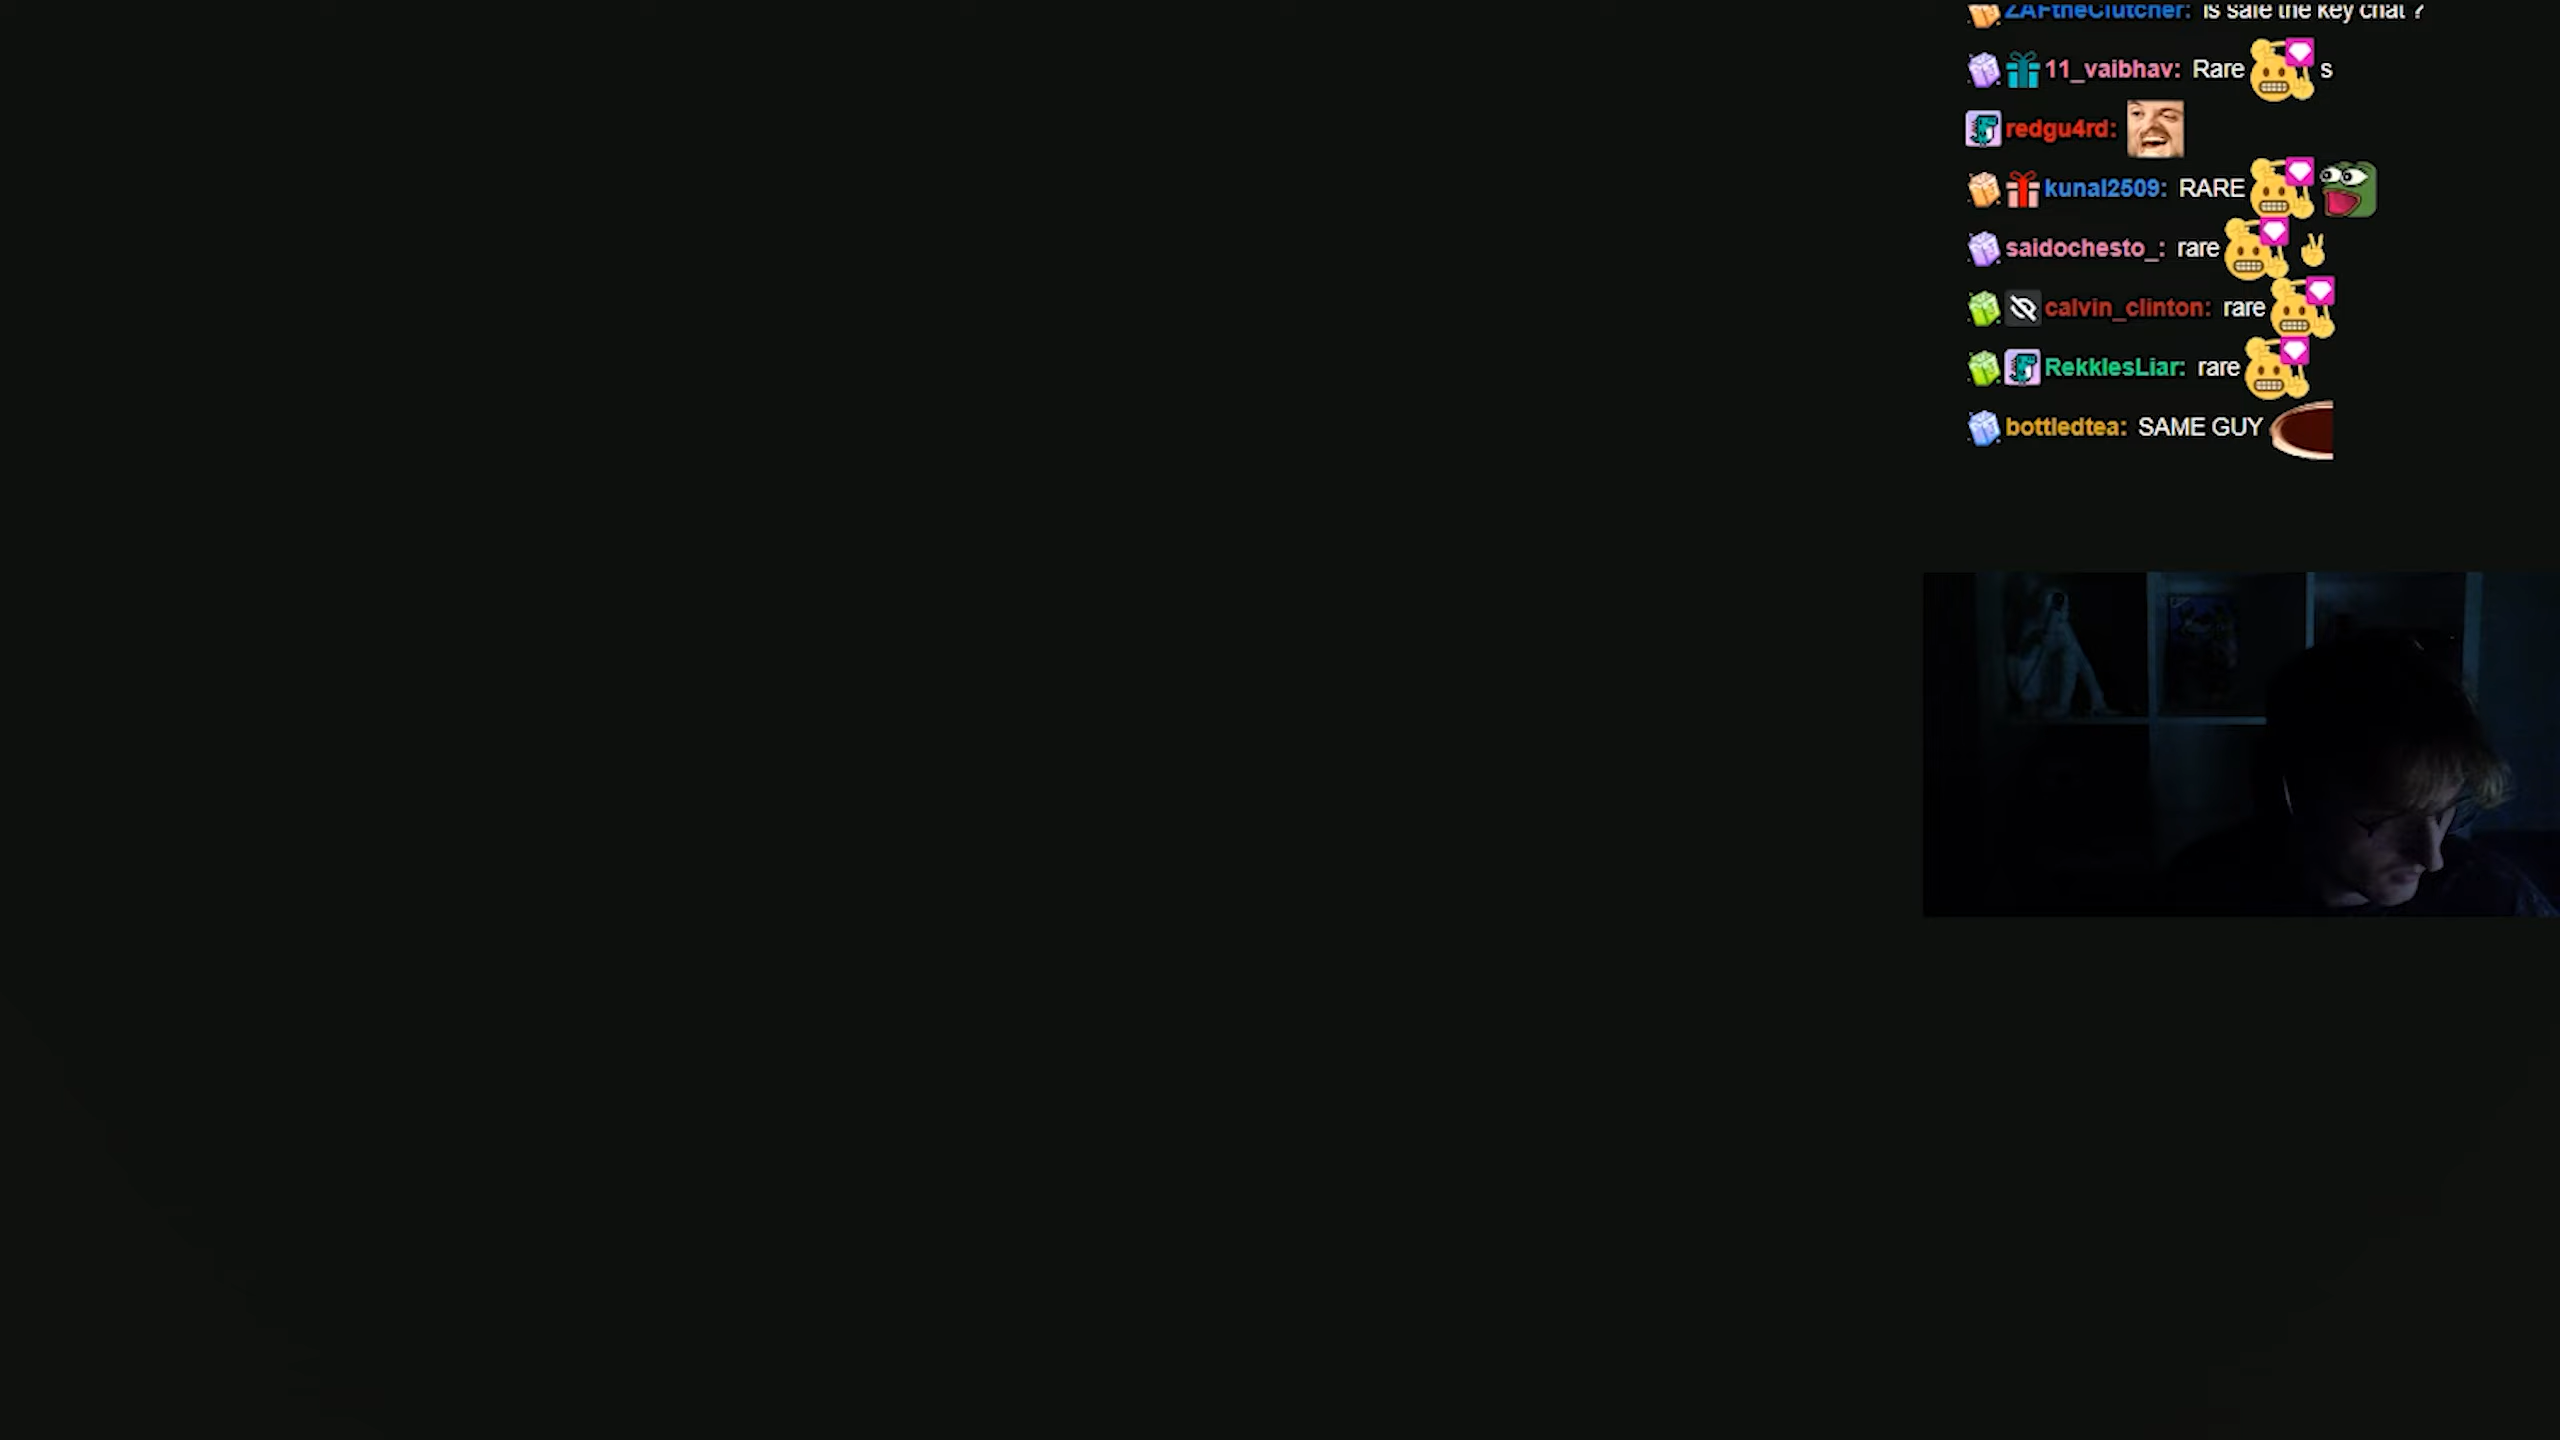 ZAFtheClutcher: is safe the key chat ?
11_vaibhav: Rare s
redgu4rd:
kunal2509: RARE
saidochesto_: rare
calvin_clinton: rare
RekklesLiar: rare
bottledtea: SAME GUY